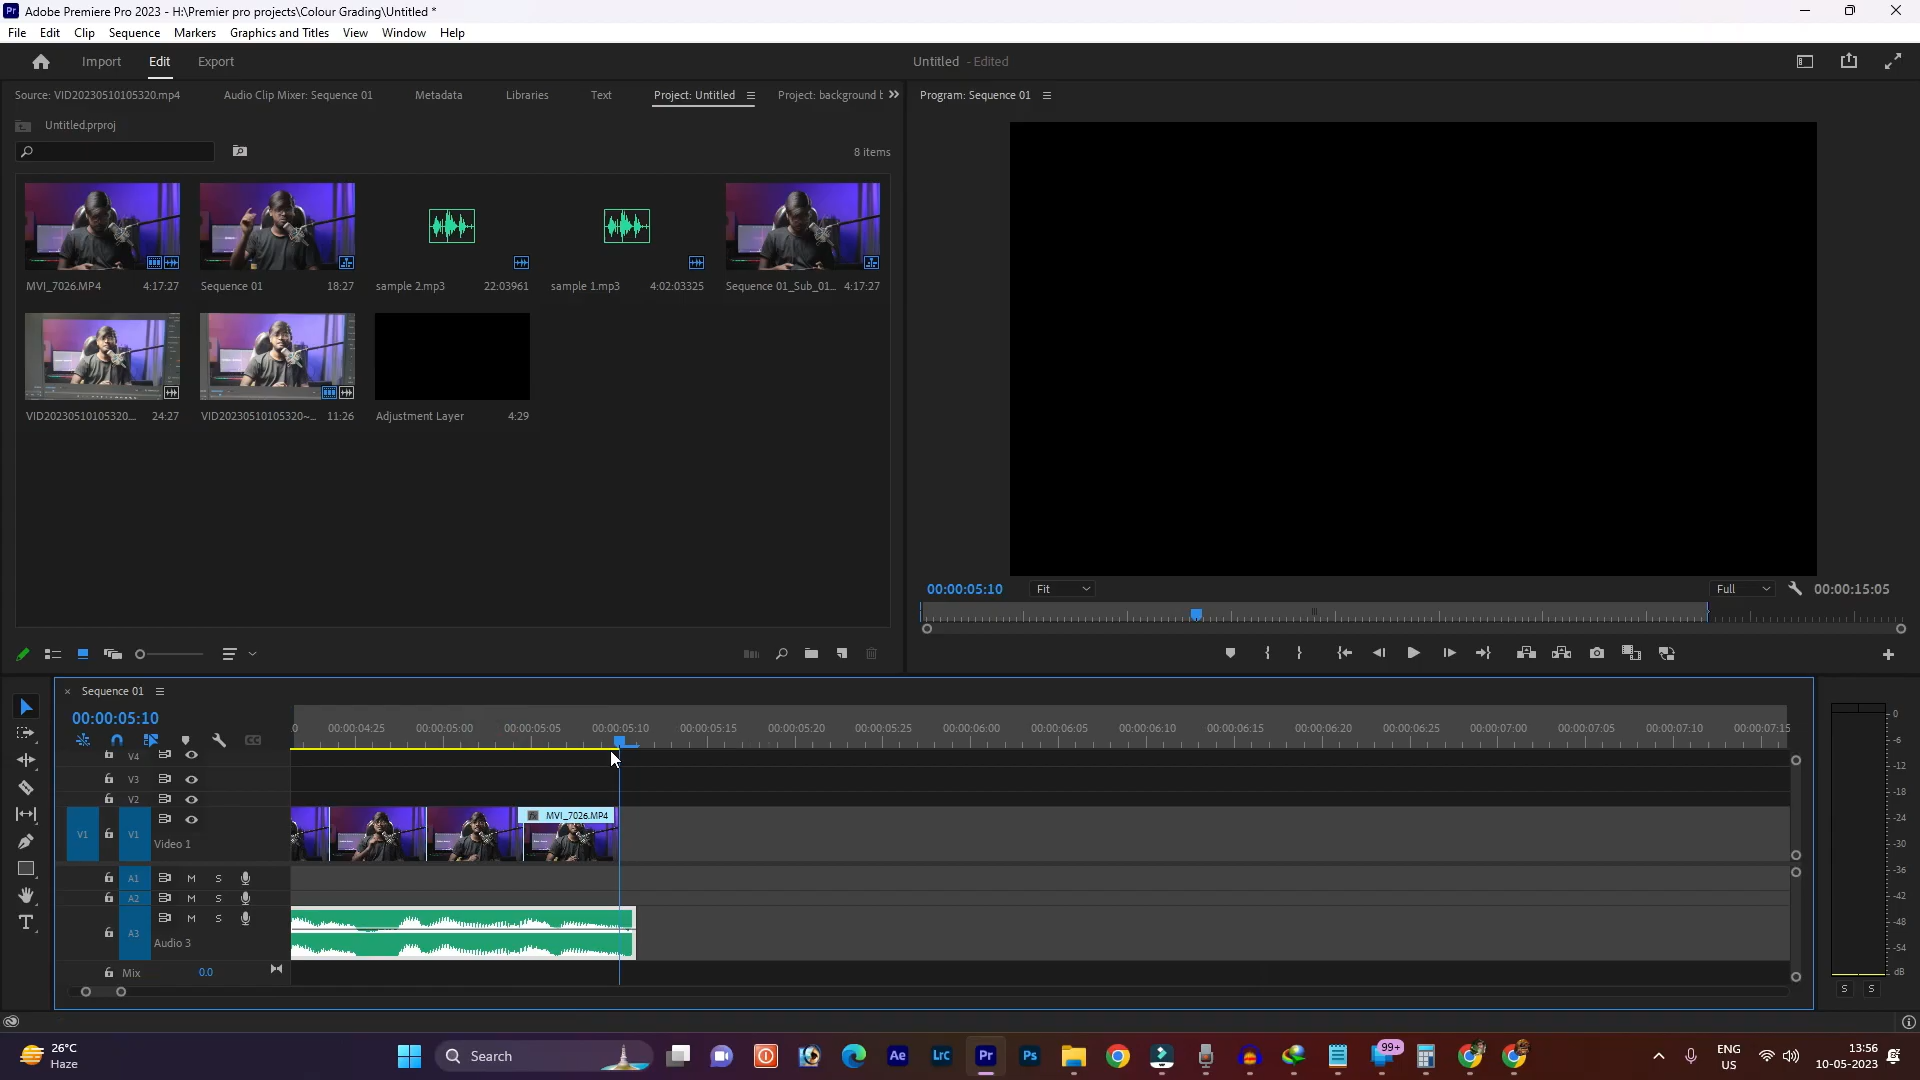 Pr Adobe Premiere Pro 2023 - H:\Premier pro projects\Colour Grading\Untitled *
File Edit Clip Sequence Markers Graphics and Titles View Window Help
Import Edit Export Untitled - Edited
Source: VID20230510105320.mp4 Audio Clip Mixer: Sequence 01 Metadata Libraries Text Project: Untitled Project: background t Program: Sequence 01
Untitled.prproj
8 items
MVI_7026.MP4 4:17:27 Sequence 01 18:27 sample 2.mp3 22:03961 sample 1.mp3 4:02:03325 Sequence 01_Sub_01... 4:17:27
VID20230510105320.... 24:27 VID20230510105320~... 11:26 Adjustment Layer 4:29
00:00:05:10 Fit Full 00:00:15:05
Sequence 01
00:00:05:10
0 00:00:04:25 00:00:05:00 00:00:05:05 00:00:05:10 00:00:05:15 00:00:05:20 00:00:05:25 00:00:06:00 00:00:06:05 00:00:06:10 00:00:06:15 00:00:06:20 00:00:06:25 00:00:07:00 00:00:07:05 00:00:07:10 00:00:07:15
CC
V4
V3
V2
V1 V1 Video 1
fx MVI_7026.MP4
A1 M S
A2 M S
A3 M S
Audio 3
Mix 0.0
0
-6
-12
-18
-24
-30
-36
-42
-48
-54
dB
S S
26°C
Haze
Search
Ae LrC Pr Ps
99+
ENG
US
13:56
10-05-2023